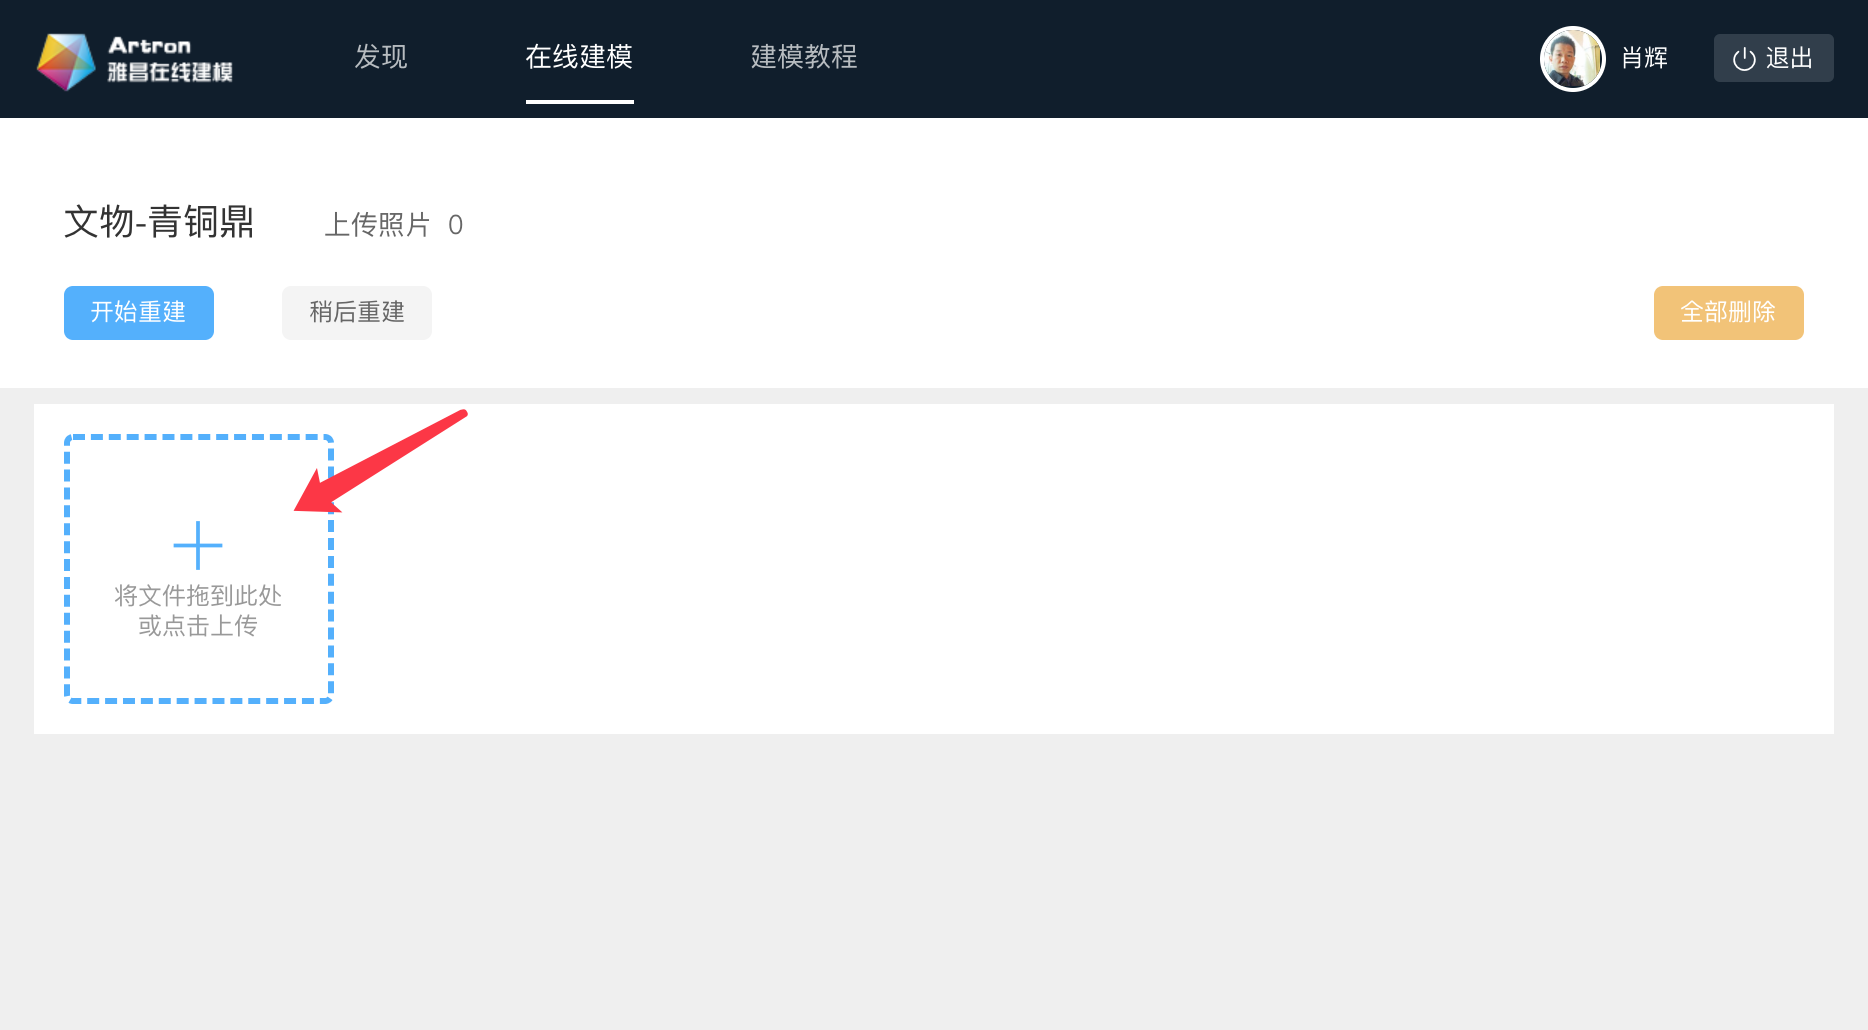 Artron
雅昌在线建模
发现
在线建模
建模教程
肖辉
退出
文物-青铜鼎
上传照片 0
开始重建
稍后重建
全部删除
将文件拖到此处
或点击上传